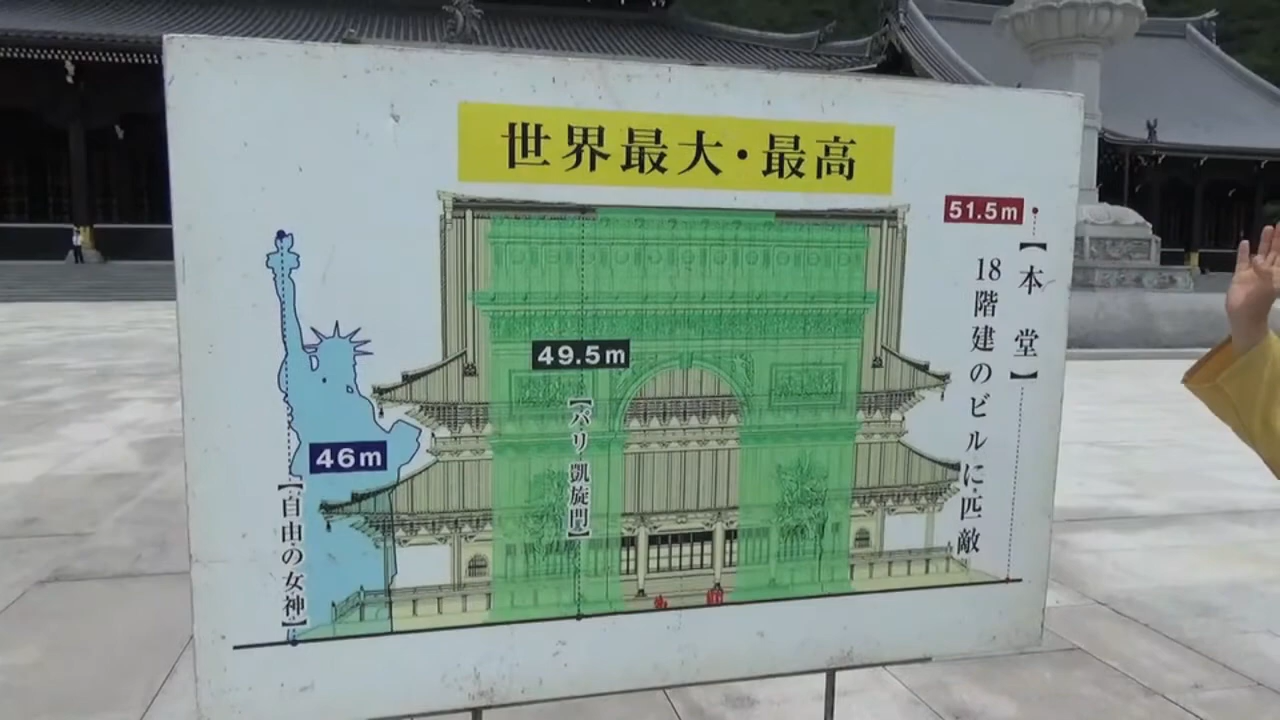 世界最大・最高
51.5m
【本堂】
18階建のビルに匹敵
49.5m
【パリ凱旋門】
46m
【自由の女神】